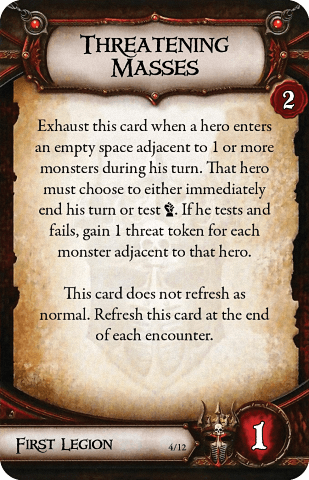 THREATENING
MASSES
2
Exhaust this card when a hero enters
an empty space adjacent to 1 or more
monsters during his turn. That hero
must choose to either immediately
end his turn or test . If he tests and
fails, gain 1 threat token for each
monster adjacent to that hero.
This card does not refresh as
normal. Refresh this card at the end
of each encounter.
FIRST LEGION
4/12
1